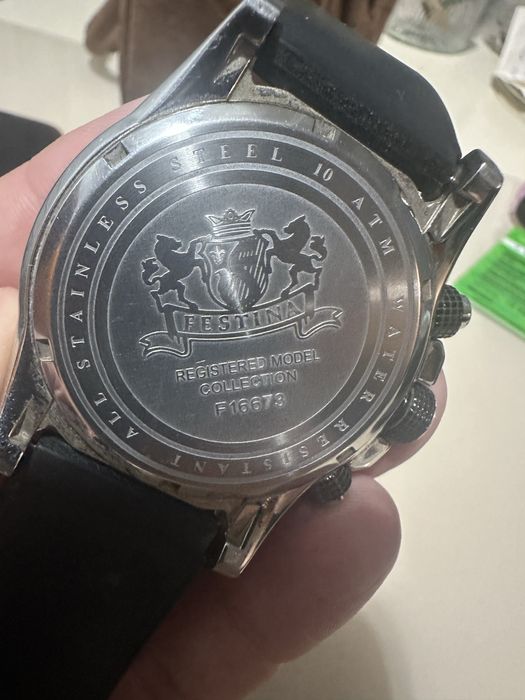 ALL STAINLESS STEEL 10 ATM WATER RESISTANT
FESTINA
REGISTERED MODEL
COLLECTION
F16673